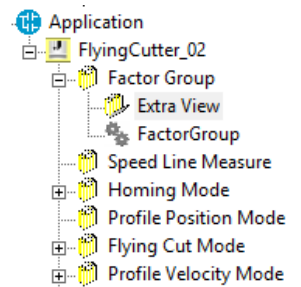 Application
FlyingCutter_02
Factor Group
Extra View
FactorGroup
Speed Line Measure
Homing Mode
Profile Position Mode
Flying Cut Mode
Profile Velocity Mode